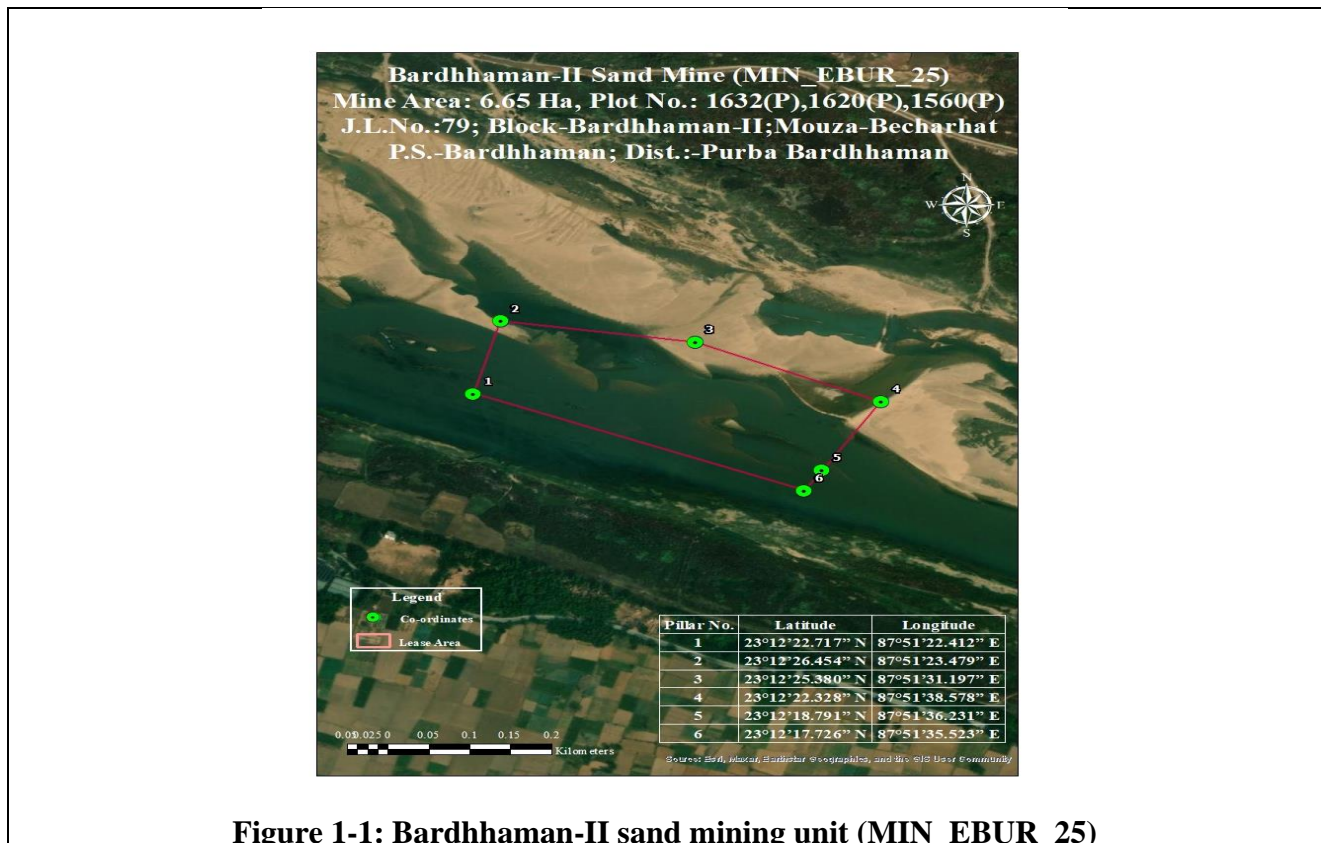 Bardhhaman-II Sand Mine (MIN_EBUR_25)
Mine Area: 6.65 Ha, Plot No.: 1632(P),1620(P),1560(P)
J.L.No.:79; Block-Bardhhaman-II;Mouza-Becharhat
P.S.-Bardhhaman; Dist.:-Purba Bardhhaman
N
W E
S
2
3
1
4
5
6
Legend
Co-ordinates
Lease Area
Pillar No. Latitude Longitude
1 23°12’22.717” N 87°51’22.412” E
2 23°12’26.454” N 87°51’23.479” E
3 23°12’25.380” N 87°51’31.197” E
4 23°12’22.328” N 87°51’38.578” E
5 23°12’18.791” N 87°51’36.231” E
6 23°12’17.726” N 87°51’35.523” E
0.05 0.025 0 0.05 0.1 0.15 0.2
Kilometers
Source: Esri, Maxar, Earthstar Geographics, and the GIS User Community
Figure 1-1: Bardhhaman-II sand mining unit (MIN_EBUR_25)